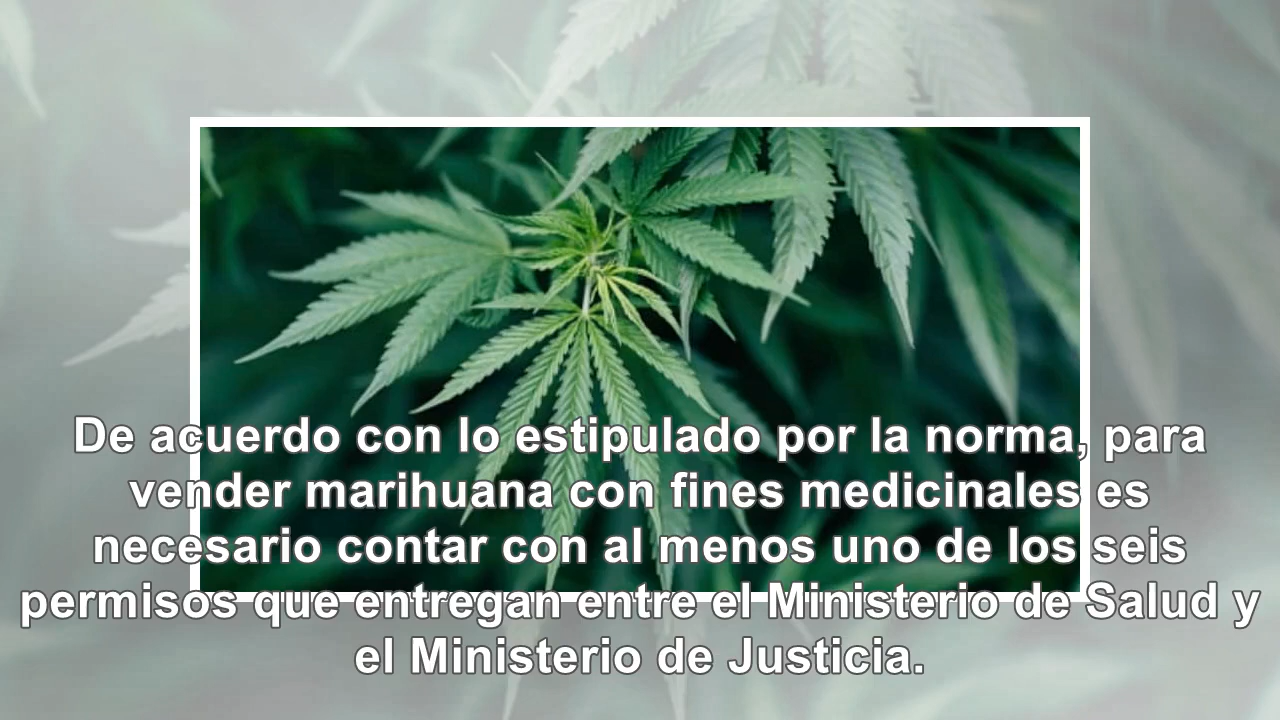 De acuerdo con lo estipulado por la norma, para
vender marihuana con fines medicinales es
necesario contar con al menos uno de los seis
permisos que entregan entre el Ministerio de Salud y
el Ministerio de Justicia.